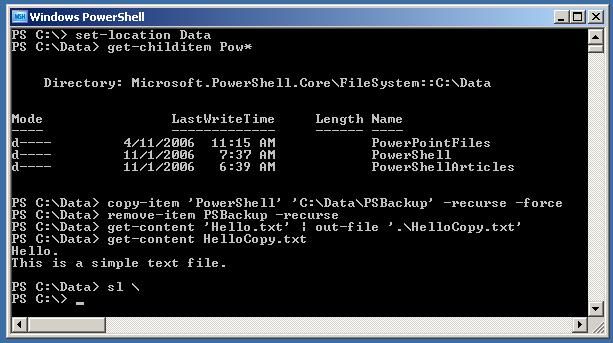 Windows PowerShell
PS C:\> set-location Data
PS C:\Data> get-childitem Pow*
Directory: Microsoft.PowerShell.Core\FileSystem::C:\Data
Mode LastWriteTime Length Name
---- ------------- ------ ----
d---- 4/11/2006 11:15 AM PowerPointFiles
d---- 11/1/2006 7:37 AM PowerShell
d---- 11/1/2006 6:39 AM PowerShellArticles
PS C:\Data> copy-item 'PowerShell' 'C:\Data\PSBackup' -recurse -force
PS C:\Data> remove-item PSBackup -recurse
PS C:\Data> get-content 'Hello.txt' | out-file '.\HelloCopy.txt'
PS C:\Data> get-content HelloCopy.txt
Hello.
This is a simple text file.
PS C:\Data> sl \
PS C:\> _